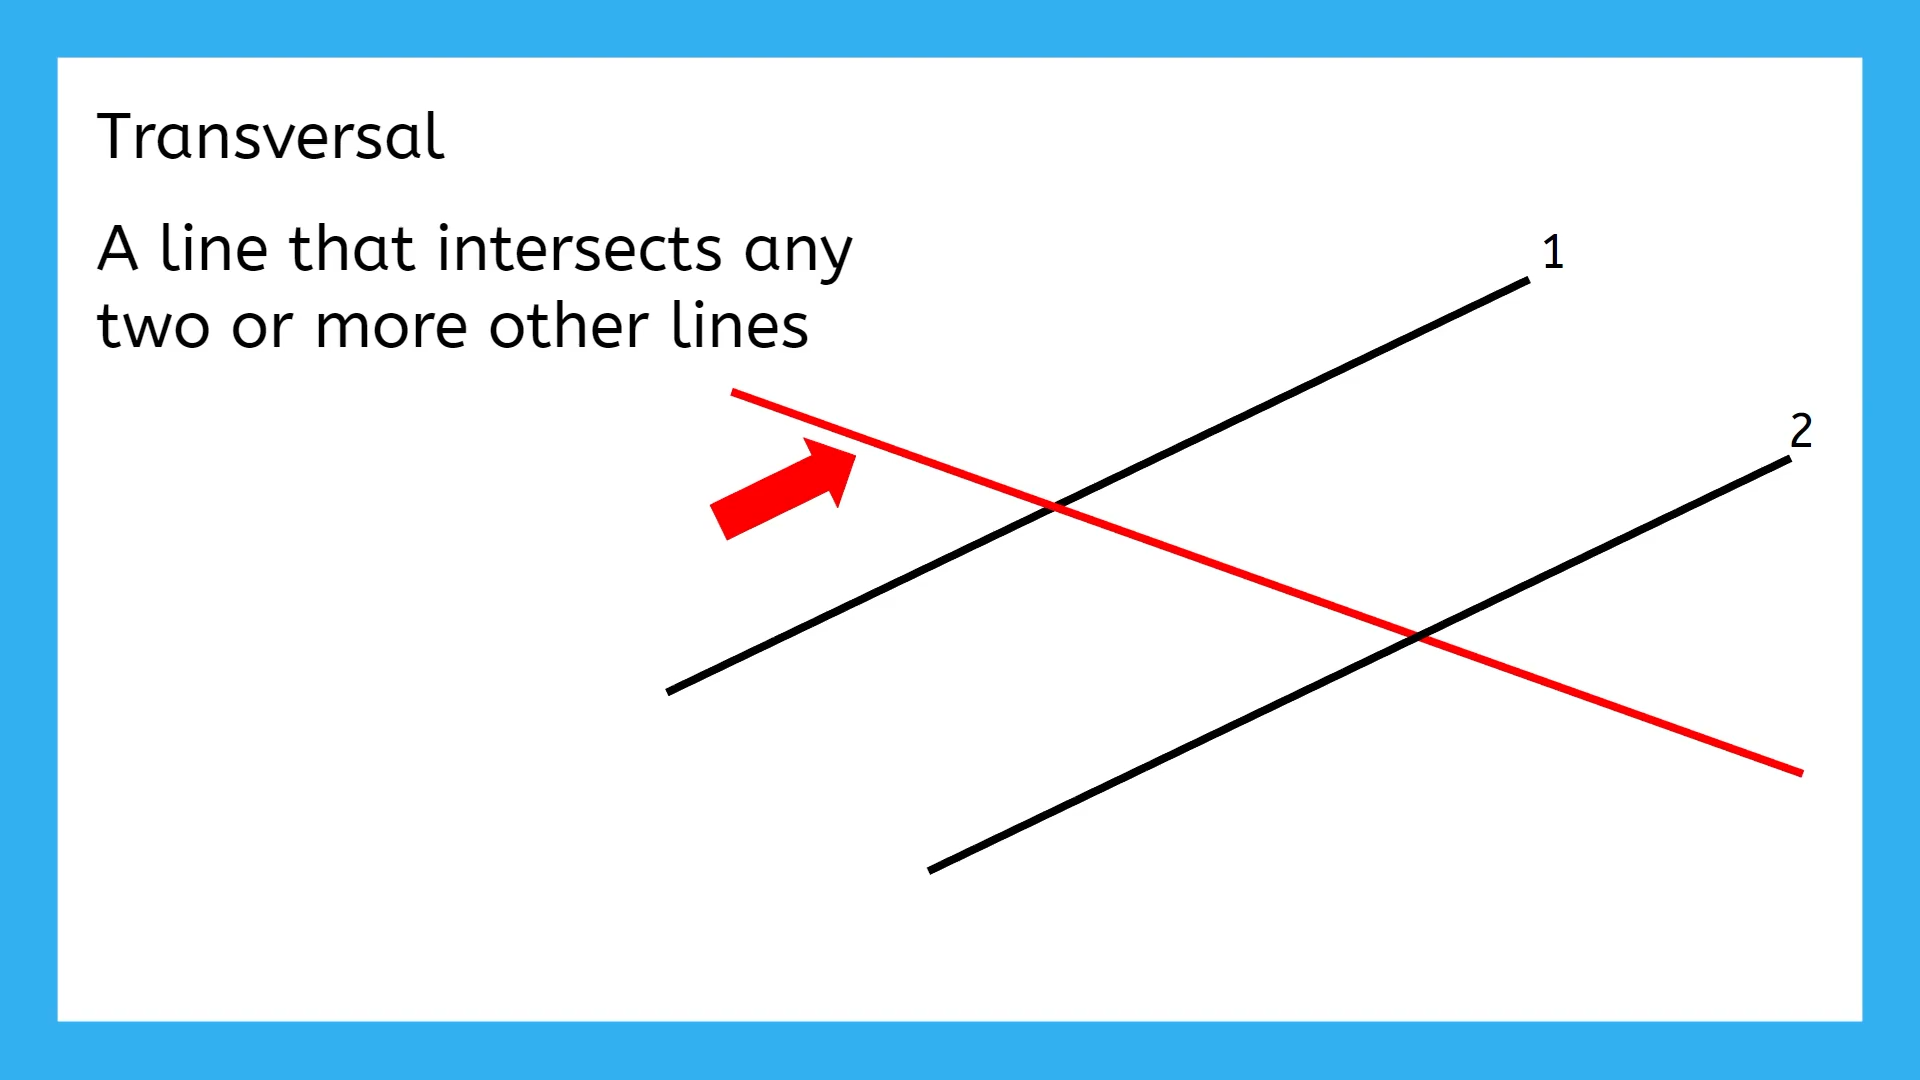 Transversal
A line that intersects any
two or more other lines
1
2